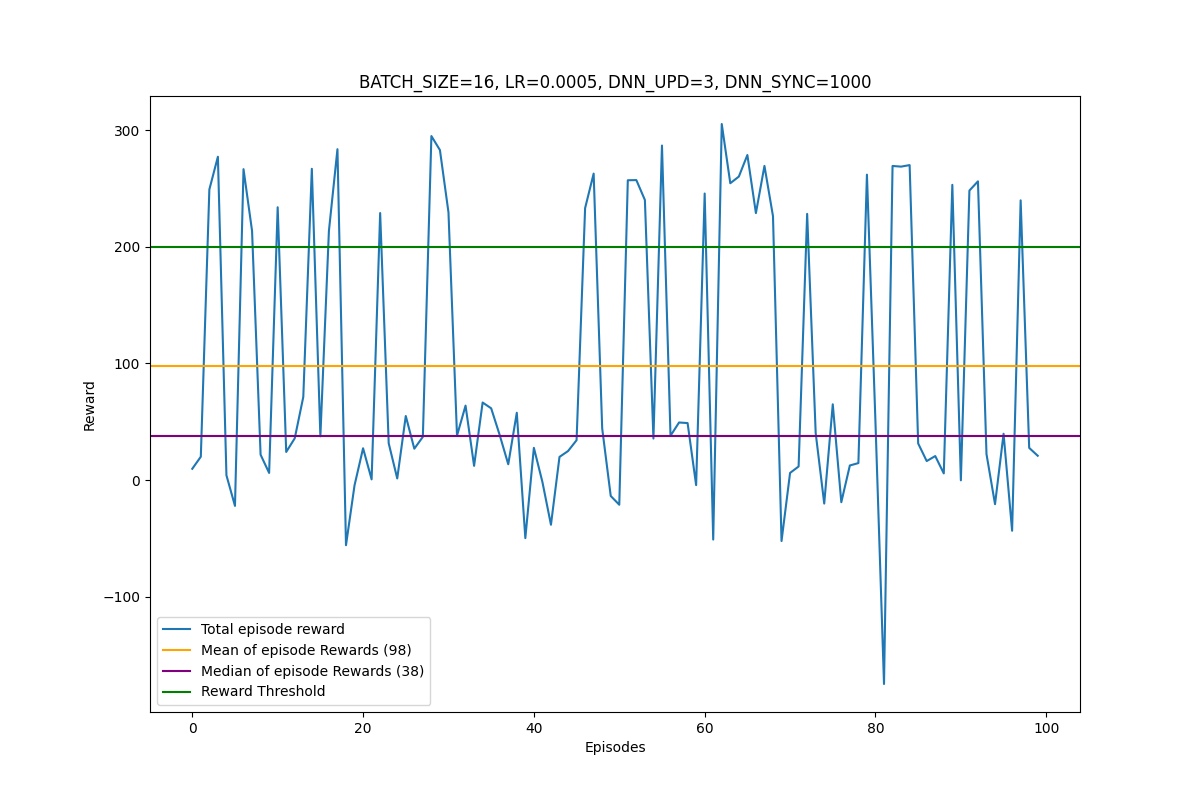 BATCH_SIZE=16, LR=0.0005, DNN_UPD=3, DNN_SYNC=1000
300
200
100
0
−100
Reward
Total episode reward
Mean of episode Rewards (98)
Median of episode Rewards (38)
Reward Threshold
0 20 40 60 80 100
Episodes